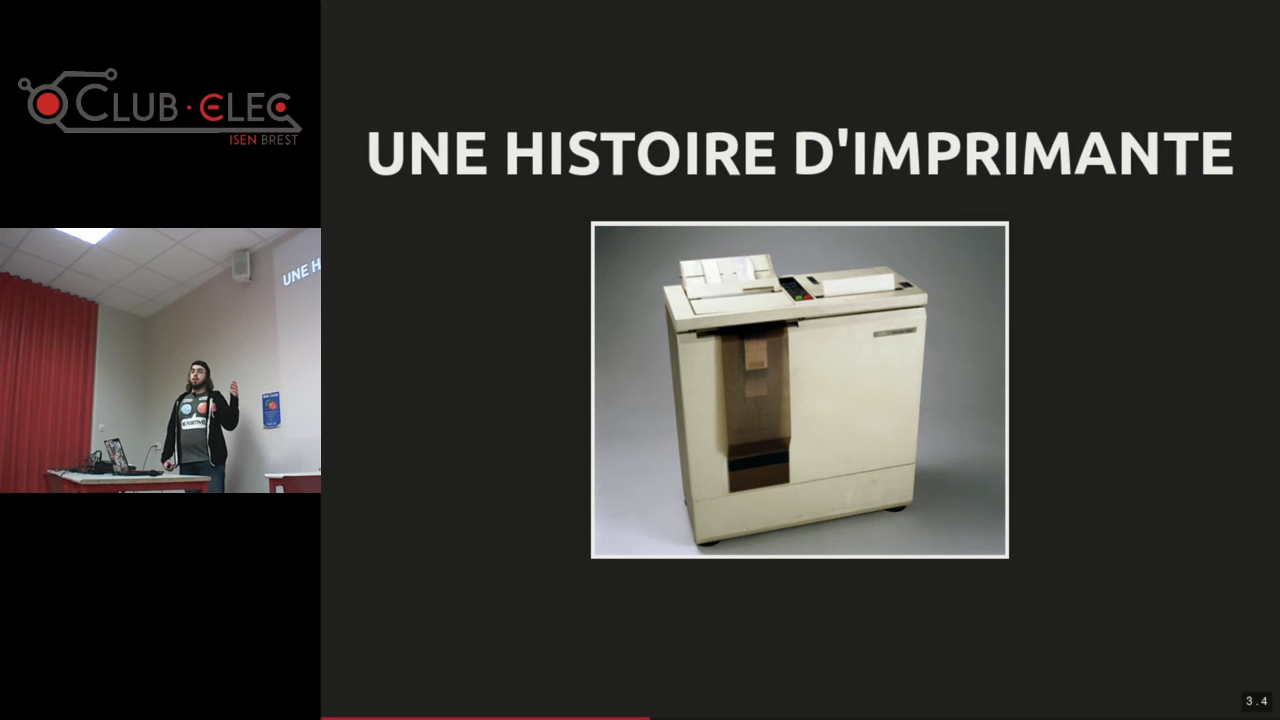 CLUB · ELEC
ISEN BREST
UNE HISTOIRE D'IMPRIMANTE
UNE H
3.4